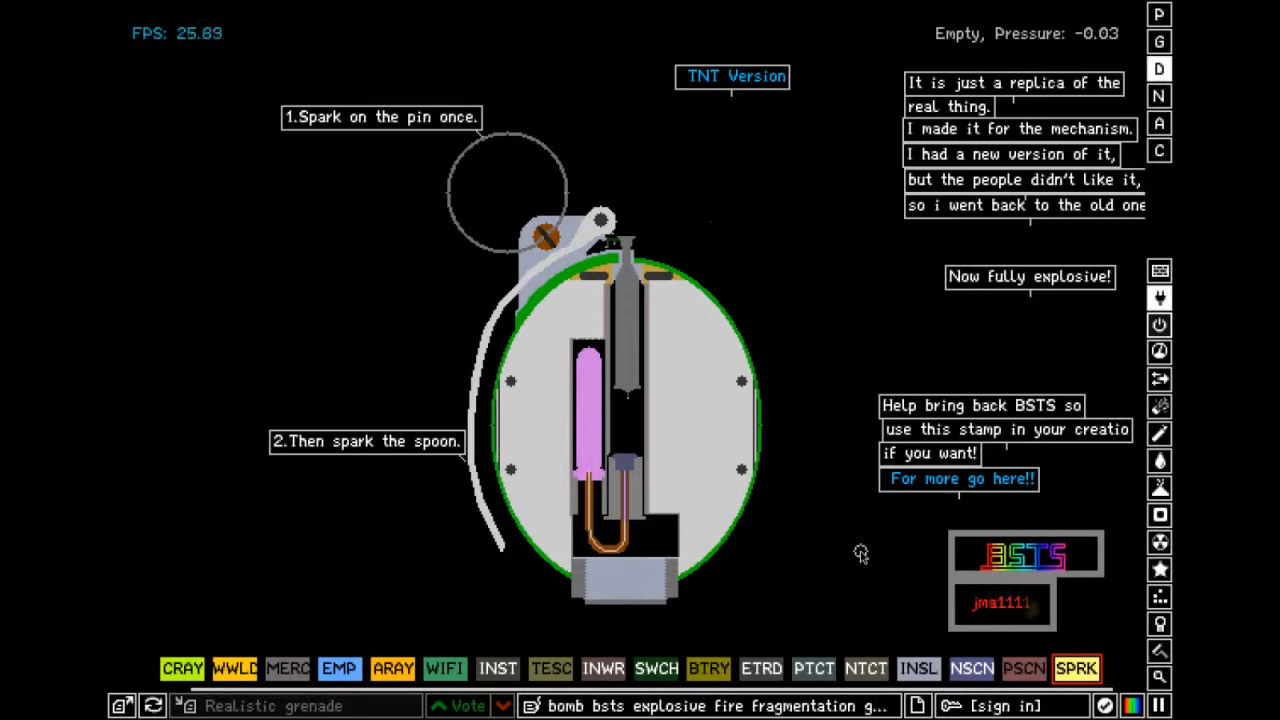 FPS: 25.69
Empty, Pressure: -0.03
P
G
D
N
A
C
TNT Version
1.Spark on the pin once.
It is just a replica of the
real thing.
I made it for the mechanism.
I had a new version of it,
but the people didn't like it,
so i went back to the old one
Now fully explosive!
2.Then spark the spoon.
Help bring back BSTS so
use this stamp in your creatio
if you want!
For more go here!!
BSTS
jma1111
CRAY WWLD MERC EMP ARAY WIFI INST TESC INWR SWCH BTRY ETRD PTCT NTCT INSL NSCN PSCN SPRK
Realistic grenade Vote bomb bsts explosive fire fragmentation g... [sign in]